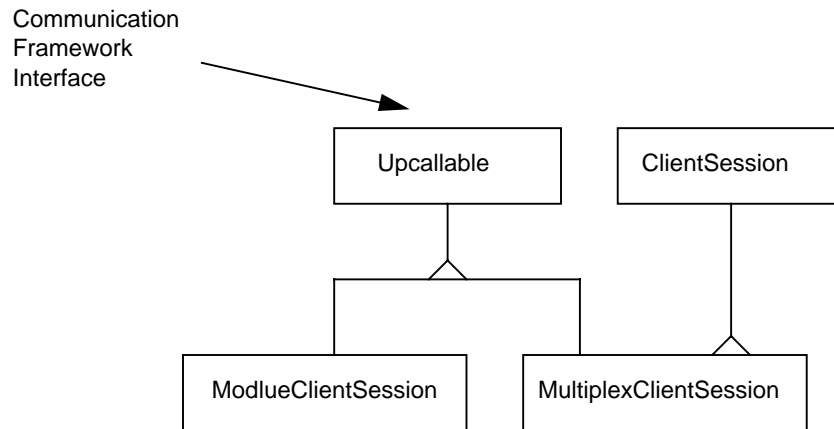 Communication
Framework
Interface
Upcallable
ClientSession
ModlueClientSession
MultiplexClientSession